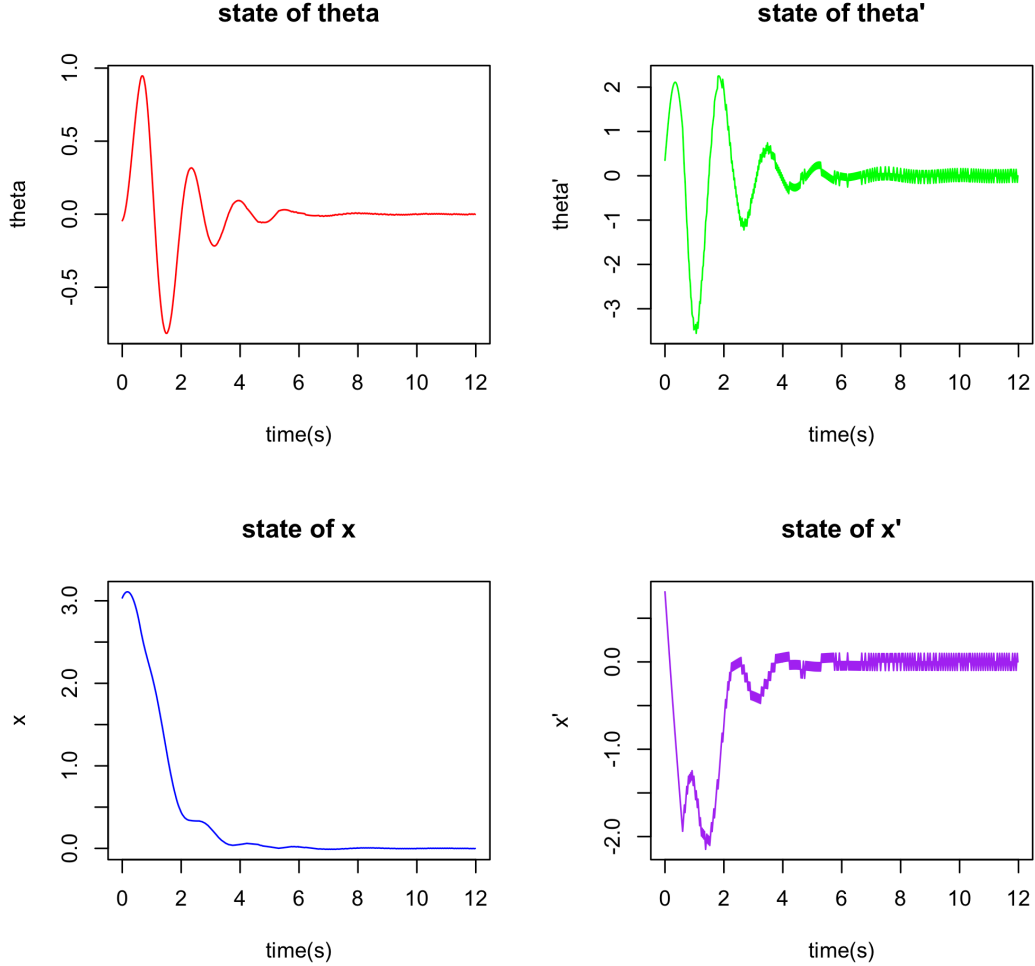 state of theta
theta
1.0
0.5
0.0
-0.5
0 2 4 6 8 10 12
time(s)
state of theta'
theta'
2
1
0
-1
-2
-3
0 2 4 6 8 10 12
time(s)
state of x
x
3.0
2.0
1.0
0.0
0 2 4 6 8 10 12
time(s)
state of x'
x'
0.0
-1.0
-2.0
0 2 4 6 8 10 12
time(s)